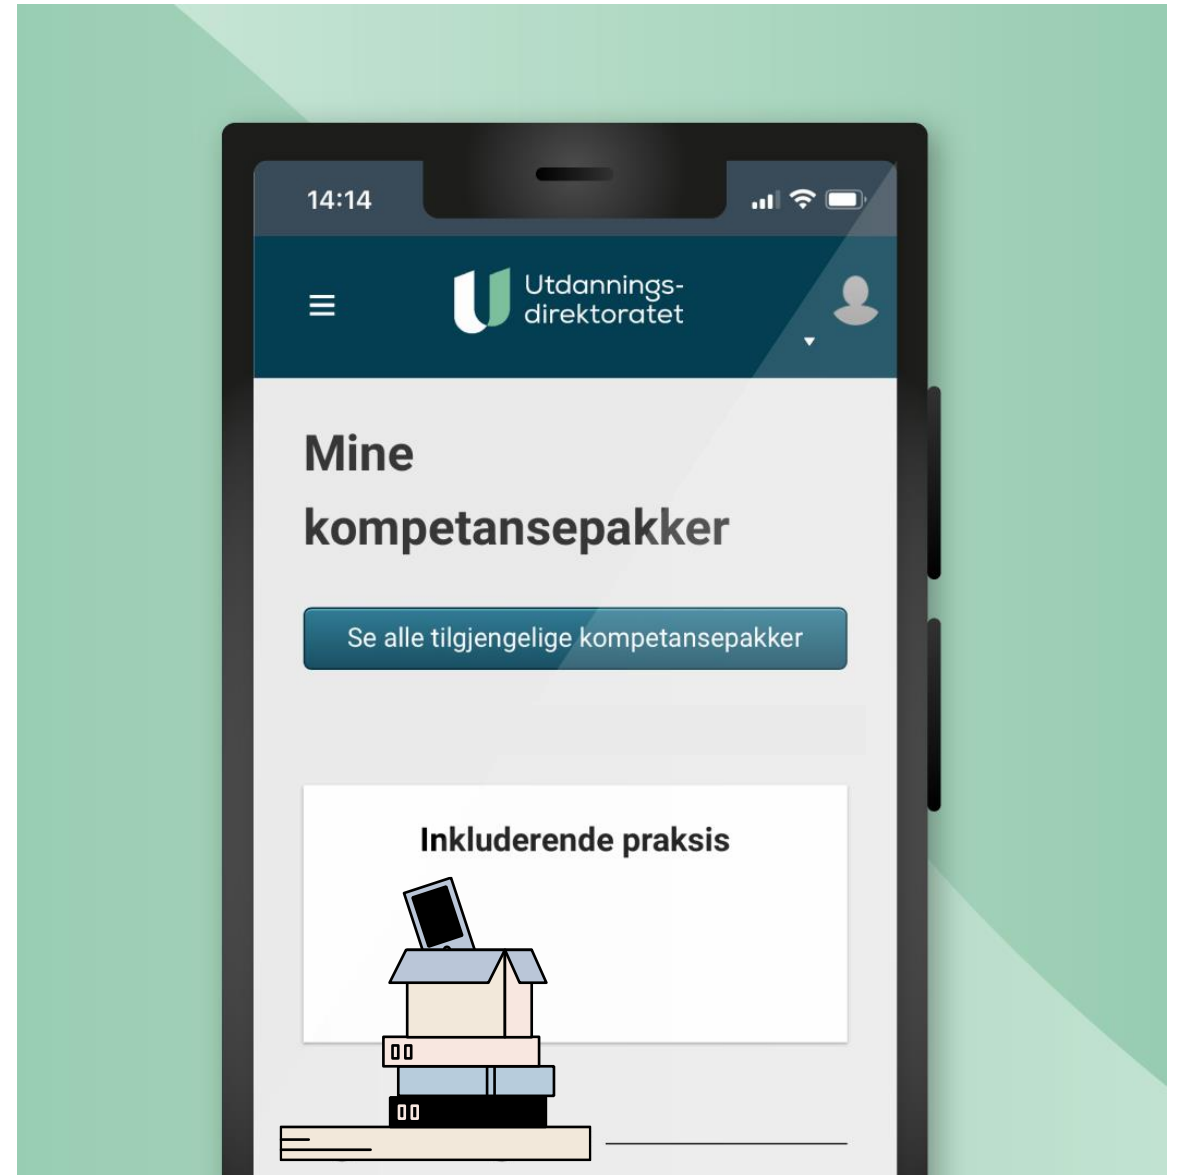 14:14
Utdannings-
direktoratet
Mine
kompetansepakker
Se alle tilgjengelige kompetansepakker
Inkluderende praksis